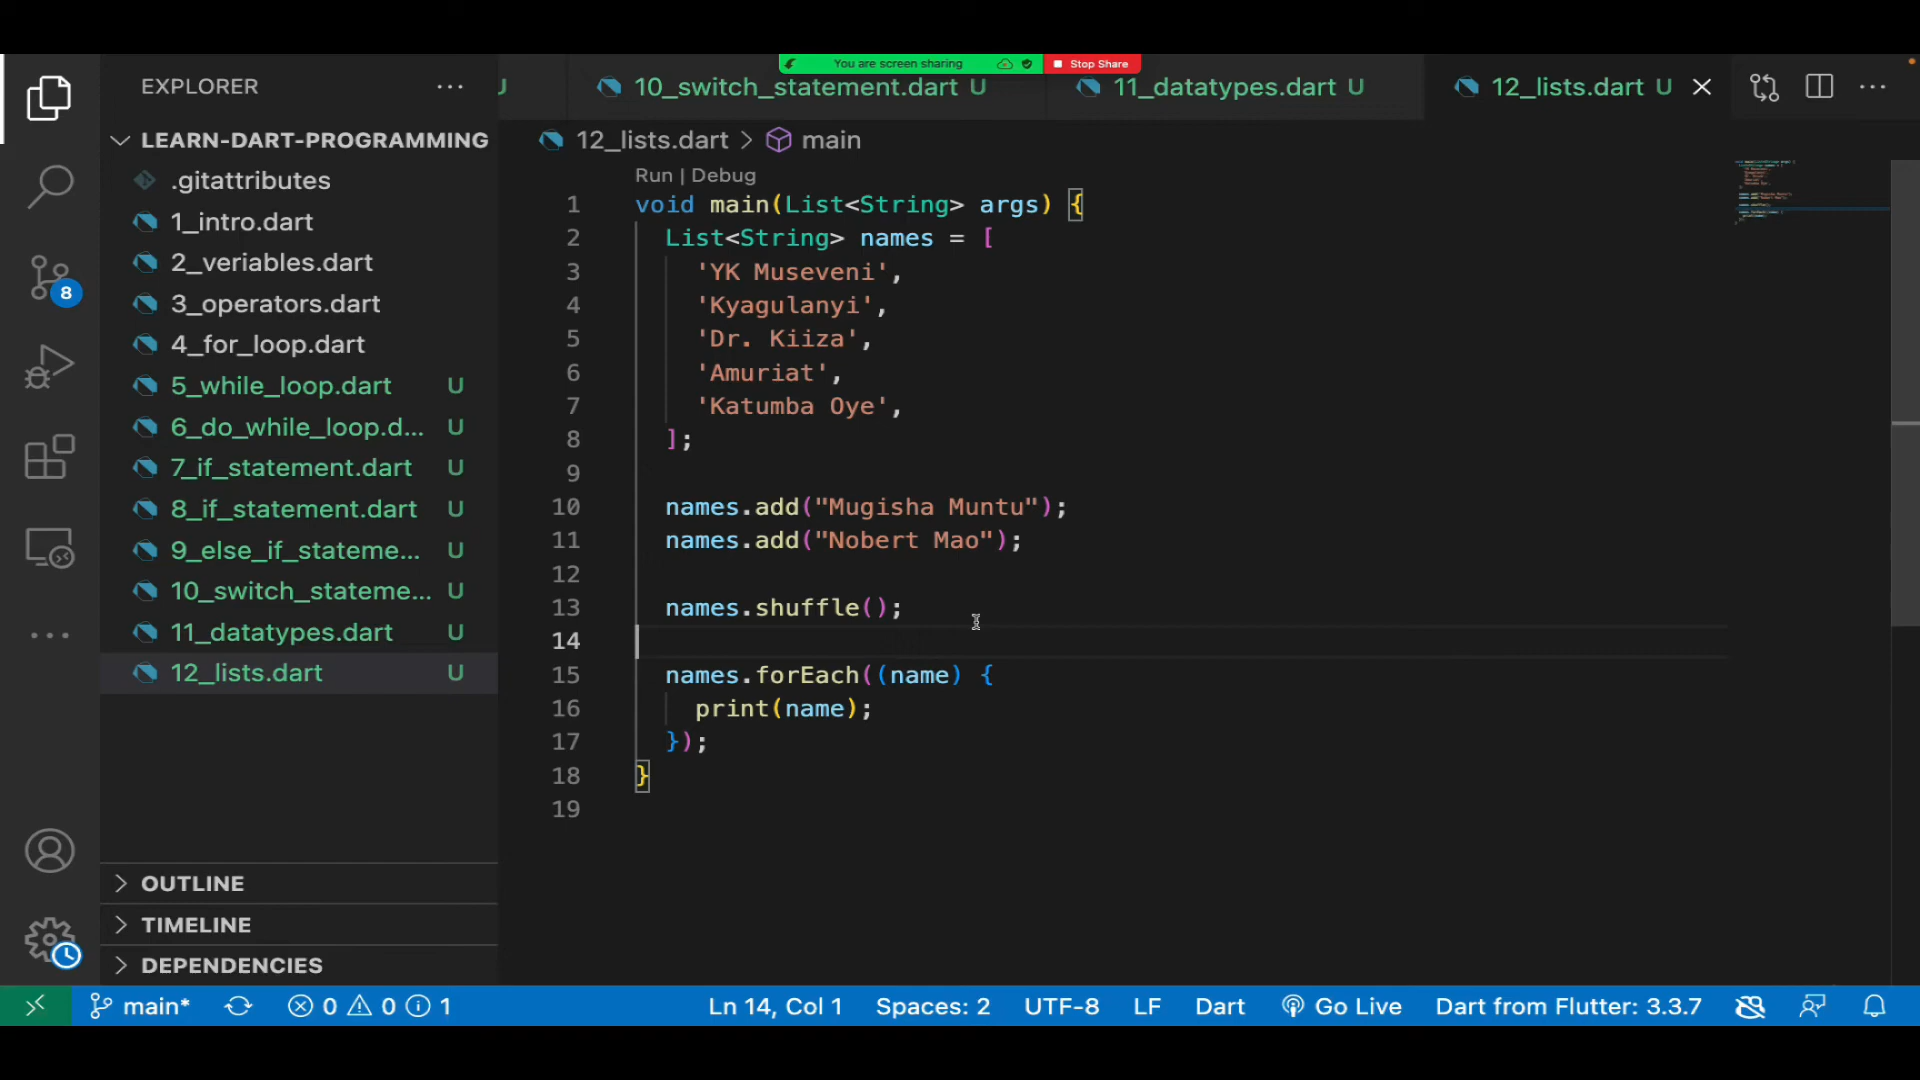 You are screen sharing
Stop Share
EXPLORER
U
10_switch_statement.dart U
11_datatypes.dart U
12_lists.dart U
LEARN-DART-PROGRAMMING
.gitattributes
1_intro.dart
2_veriables.dart
3_operators.dart
4_for_loop.dart
5_while_loop.dart U
6_do_while_loop.d... U
7_if_statement.dart U
8_if_statement.dart U
9_else_if_stateme... U
10_switch_stateme... U
11_datatypes.dart U
12_lists.dart U
OUTLINE
TIMELINE
DEPENDENCIES
8
12_lists.dart > main
Run | Debug
1 void main(List<String> args) {
2 List<String> names = [
3 'YK Museveni',
4 'Kyagulanyi',
5 'Dr. Kiiza',
6 'Amuriat',
7 'Katumba Oye',
8 ];
9
10 names.add("Mugisha Muntu");
11 names.add("Nobert Mao");
12
13 names.shuffle();
14
15 names.forEach((name) {
16 print(name);
17 });
18 }
19
main* 0 0 1 Ln 14, Col 1 Spaces: 2 UTF-8 LF Dart Go Live Dart from Flutter: 3.3.7